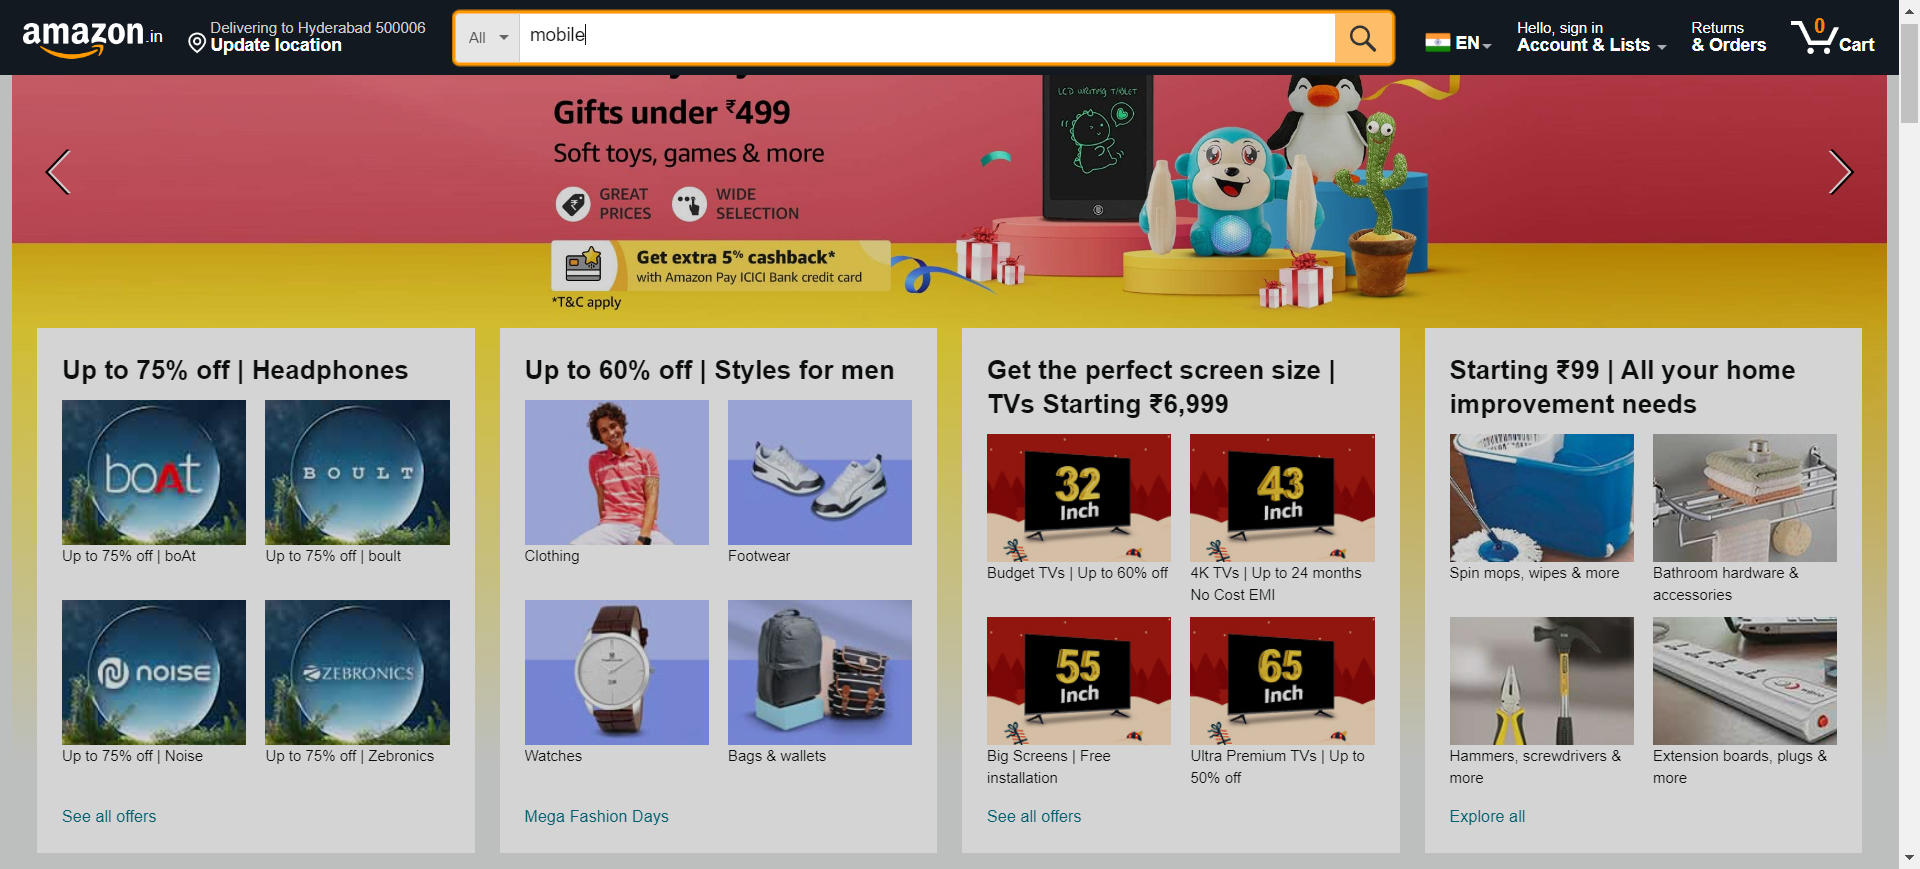 amazon.in
Delivering to Hyderabad 500006
Update location
All
mobile
EN
Hello, sign in
Account & Lists
Returns
& Orders
0
Cart
Gifts under ₹499
Soft toys, games & more
GREAT
PRICES
WIDE
SELECTION
Get extra 5% cashback*
with Amazon Pay ICICI Bank credit card
*T&C apply
LCD WRITING TABLET
Up to 75% off | Headphones
boAt
BOULT
Up to 75% off | boAt
Up to 75% off | boult
NOISE
ZEBRONICS
Up to 75% off | Noise
Up to 75% off | Zebronics
See all offers
Up to 60% off | Styles for men
Clothing
Footwear
Watches
Bags & wallets
Mega Fashion Days
Get the perfect screen size |
TVs Starting ₹6,999
32
Inch
43
Inch
Budget TVs | Up to 60% off
4K TVs | Up to 24 months
No Cost EMI
55
Inch
65
Inch
Big Screens | Free
installation
Ultra Premium TVs | Up to
50% off
See all offers
Starting ₹99 | All your home
improvement needs
Spin mops, wipes & more
Bathroom hardware &
accessories
wipro
Hammers, screwdrivers &
more
Extension boards, plugs &
more
Explore all